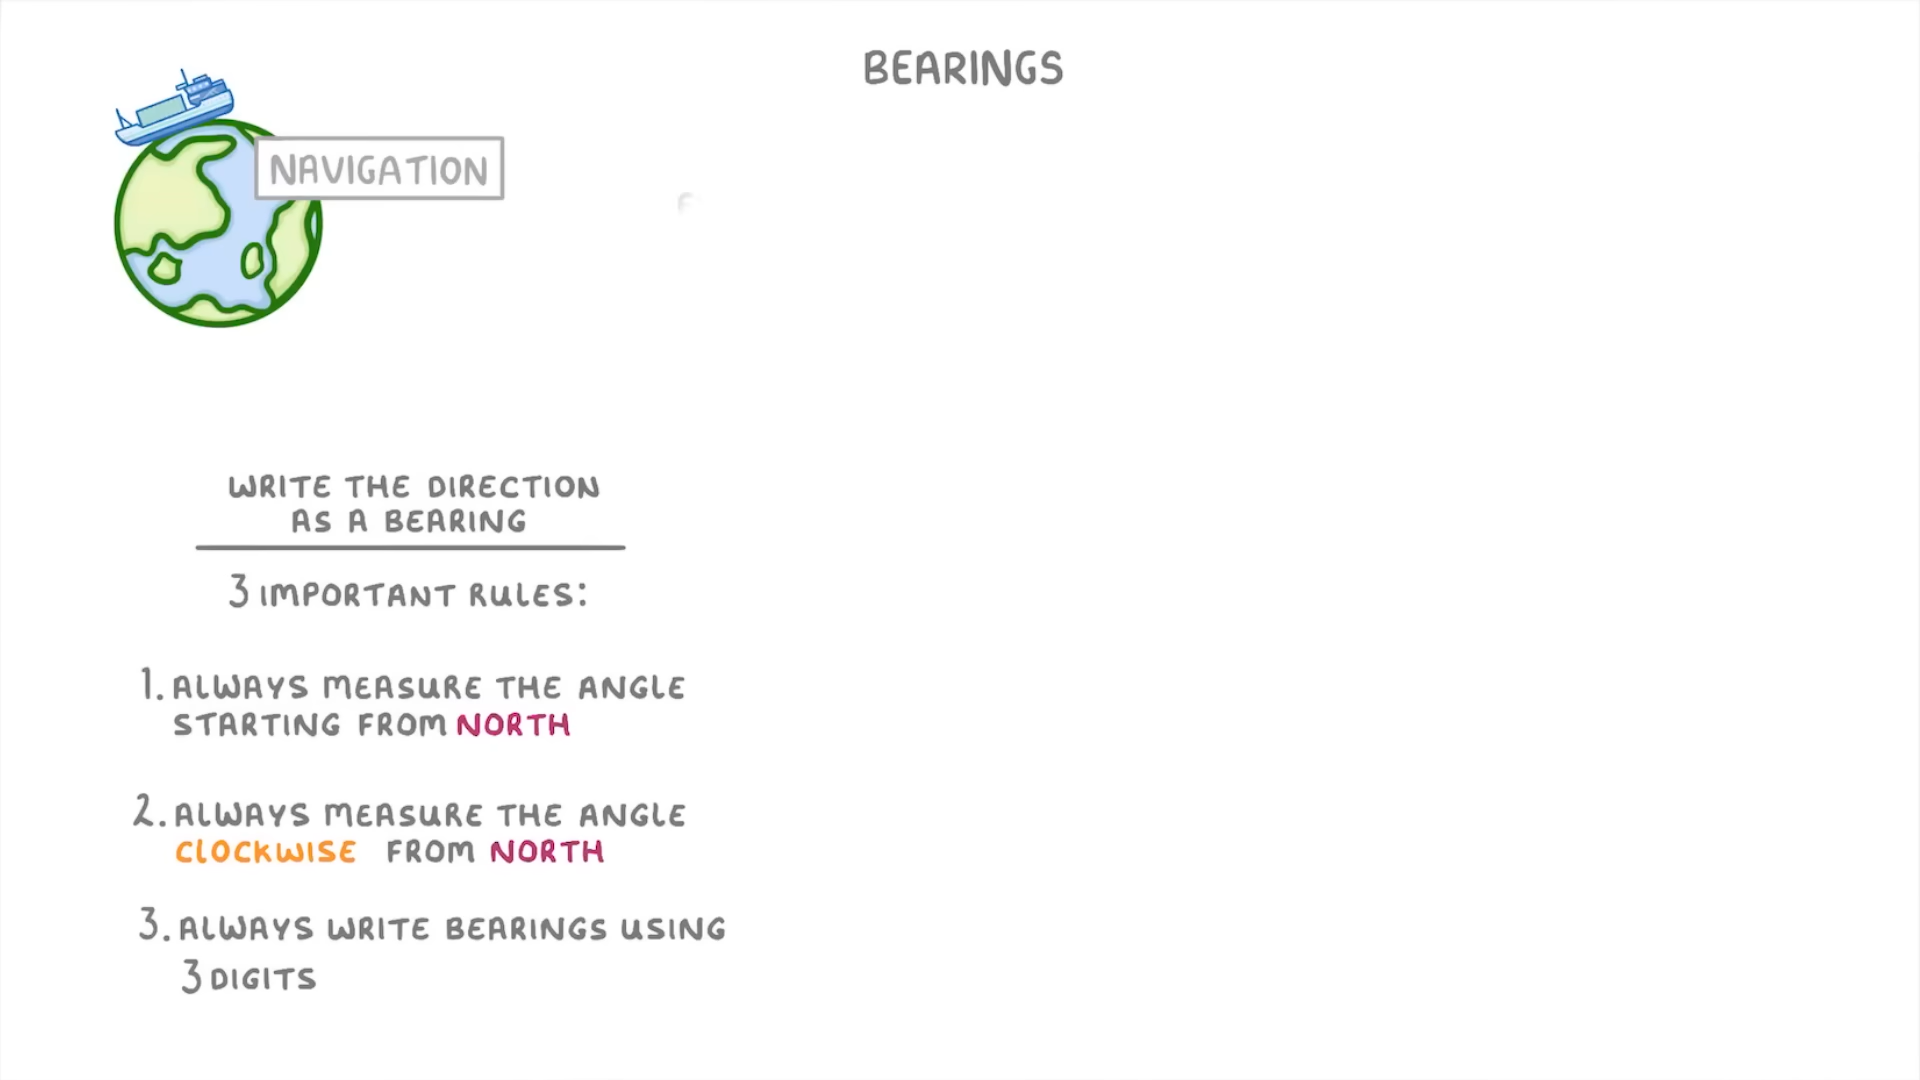 BEARINGS
NAVIGATION
WRITE THE DIRECTION
AS A BEARING
3 IMPORTANT RULES:
1. ALWAYS MEASURE THE ANGLE
STARTING FROM NORTH
2. ALWAYS MEASURE THE ANGLE
CLOCKWISE FROM NORTH
3. ALWAYS WRITE BEARINGS USING
3 DIGITS